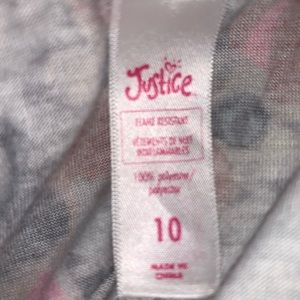 Justice
FLAME RESISTANT
VÊTEMENTS DE NUIT
ININFLAMMABLES
100% polyester/
polyester
10
MADE IN
CHINA